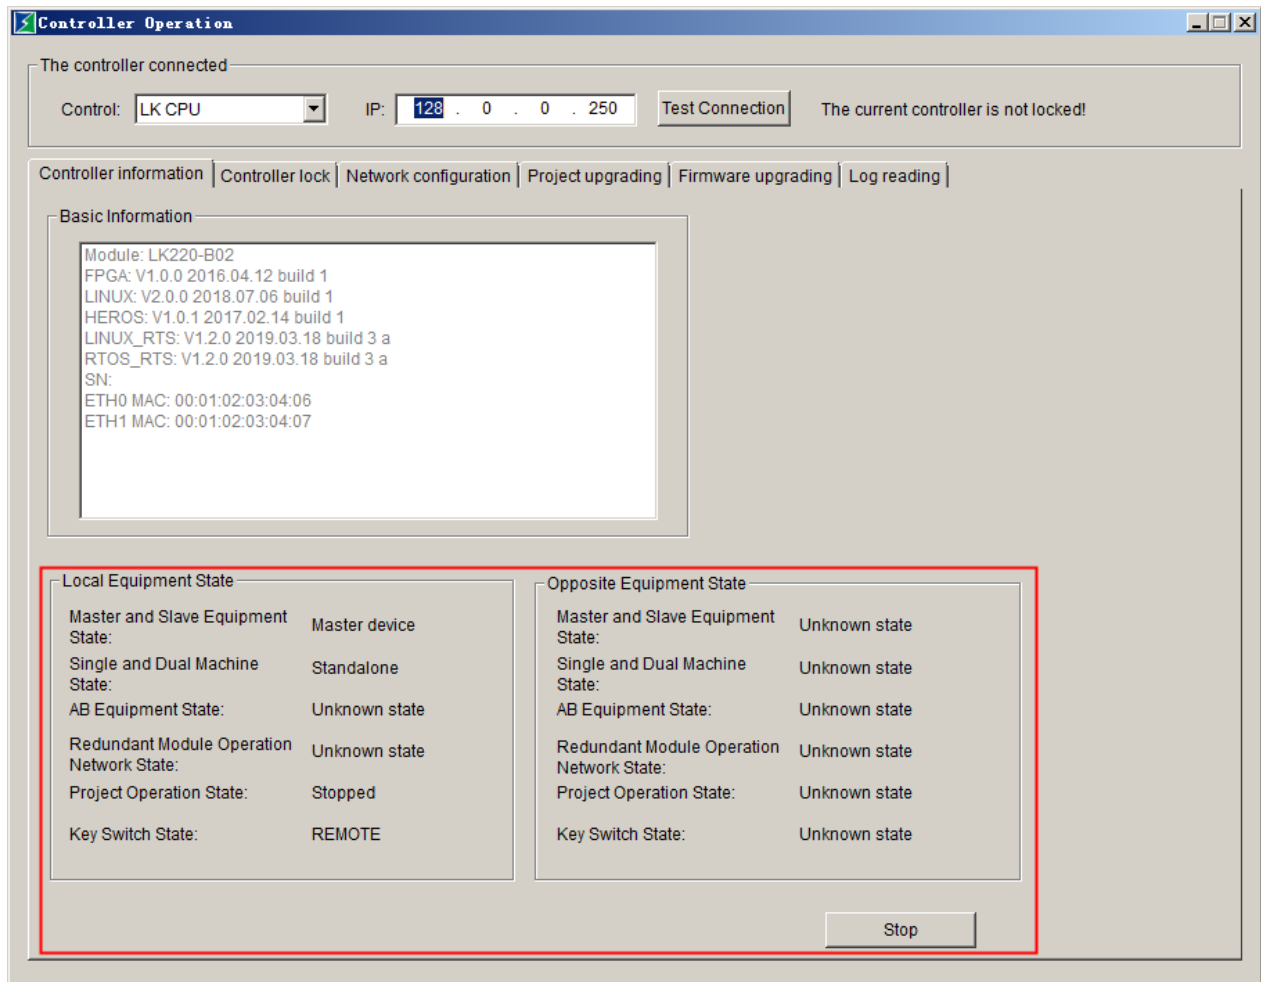 Controller Operation
The controller connected
Control: LK CPU IP: 128 . 0 . 0 . 250 Test Connection The current controller is not locked!
Controller information Controller lock Network configuration Project upgrading Firmware upgrading Log reading
Basic Information
Module: LK220-B02
FPGA: V1.0.0 2016.04.12 build 1
LINUX: V2.0.0 2018.07.06 build 1
HEROS: V1.0.1 2017.02.14 build 1
LINUX_RTS: V1.2.0 2019.03.18 build 3 a
RTOS_RTS: V1.2.0 2019.03.18 build 3 a
SN:
ETH0 MAC: 00:01:02:03:04:06
ETH1 MAC: 00:01:02:03:04:07
Local Equipment State
Master and Slave Equipment
State:
Master device
Single and Dual Machine
State:
Standalone
AB Equipment State: Unknown state
Redundant Module Operation
Network State:
Unknown state
Project Operation State: Stopped
Key Switch State: REMOTE
Opposite Equipment State
Master and Slave Equipment
State:
Unknown state
Single and Dual Machine
State:
Unknown state
AB Equipment State: Unknown state
Redundant Module Operation
Network State:
Unknown state
Project Operation State: Unknown state
Key Switch State: Unknown state
Stop